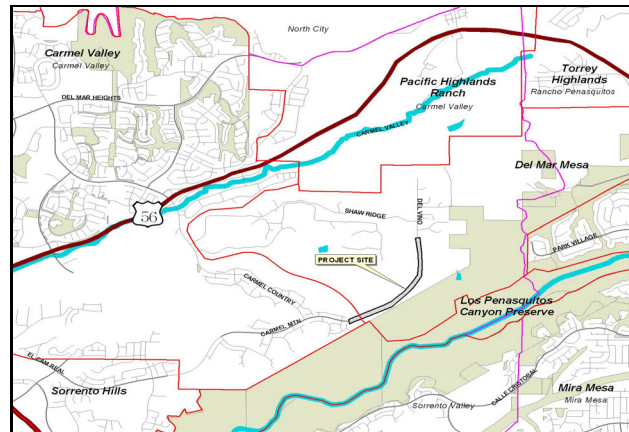 North City
Carmel Valley
Carmel Valley
Torrey
Highlands
Rancho Penasquitos
Pacific Highlands
Ranch
Carmel Valley
DEL MAR HEIGHTS
CARMEL VALLEY
Del Mar Mesa
56
SHAW RIDGE
DEL VINO
PARK VILLAGE
PROJECT SITE
CARMEL COUNTRY
Los Penasquitos
Canyon Preserve
CARMEL MTN
EL CAM REAL
CALLE CRISTOBAL
Sorrento Hills
Mira Mesa
Mira Mesa
Sorrento Valley